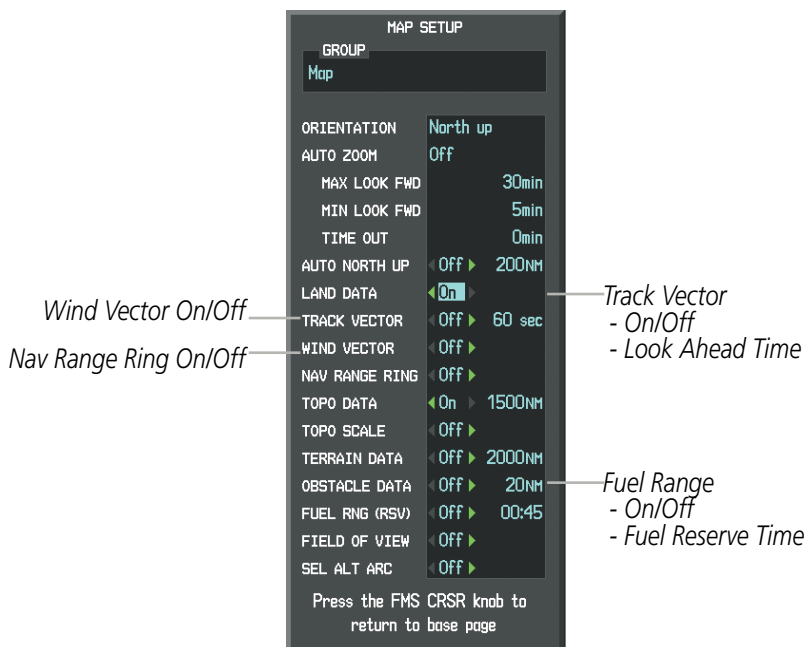 MAP SETUP
GROUP
Map
ORIENTATION North up
AUTO ZOOM Off
MAX LOOK FWD 30min
MIN LOOK FWD 5min
TIME OUT 0min
AUTO NORTH UP Off 200NM
LAND DATA On
TRACK VECTOR Off 60 sec
WIND VECTOR Off
NAV RANGE RING Off
TOPO DATA On 1500NM
TOPO SCALE Off
TERRAIN DATA Off 2000NM
OBSTACLE DATA Off 20NM
FUEL RNG (RSV) Off 00:45
FIELD OF VIEW Off
SEL ALT ARC Off
Press the FMS CRSR knob to
return to base page
Wind Vector On/Off
Nav Range Ring On/Off
Track Vector
- On/Off
- Look Ahead Time
Fuel Range
- On/Off
- Fuel Reserve Time